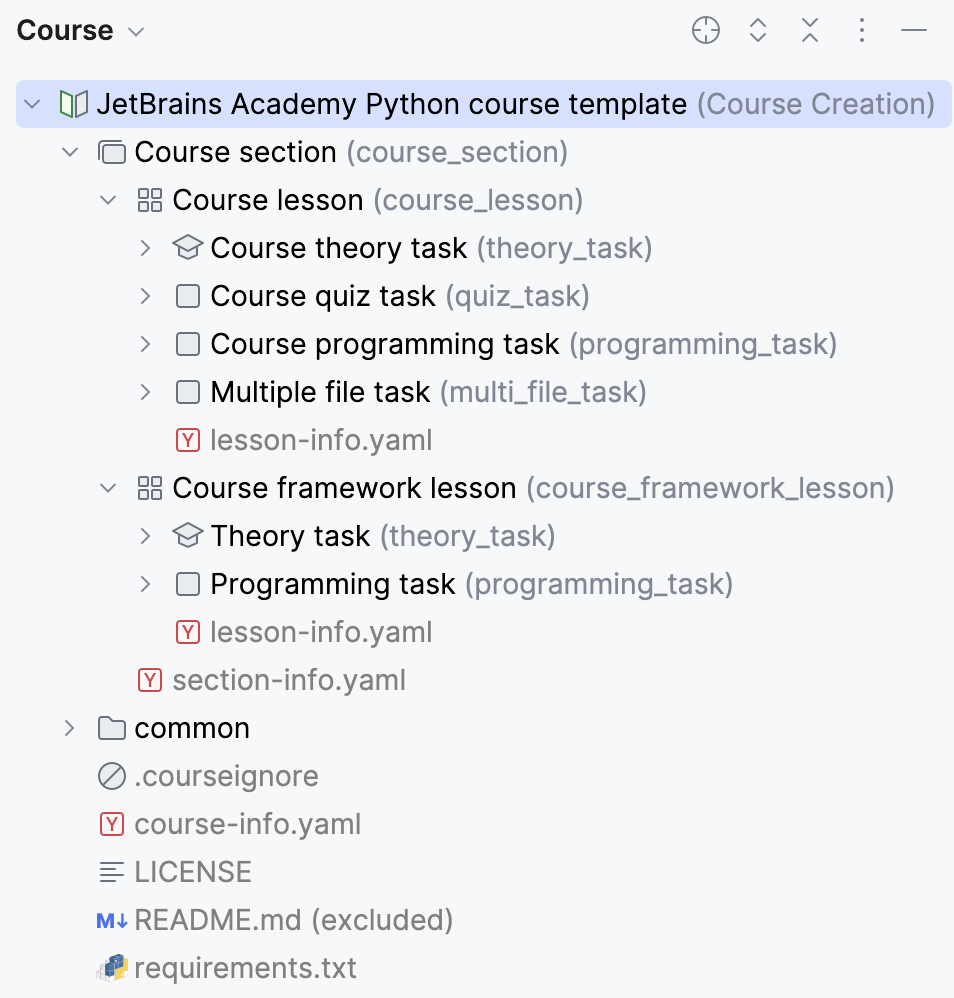 Course
JetBrains Academy Python course template (Course Creation)
Course section (course_section)
Course lesson (course_lesson)
Course theory task (theory_task)
Course quiz task (quiz_task)
Course programming task (programming_task)
Multiple file task (multi_file_task)
Y lesson-info.yaml
Course framework lesson (course_framework_lesson)
Theory task (theory_task)
Programming task (programming_task)
Y lesson-info.yaml
Y section-info.yaml
common
.courseignore
Y course-info.yaml
LICENSE
M↓ README.md (excluded)
requirements.txt